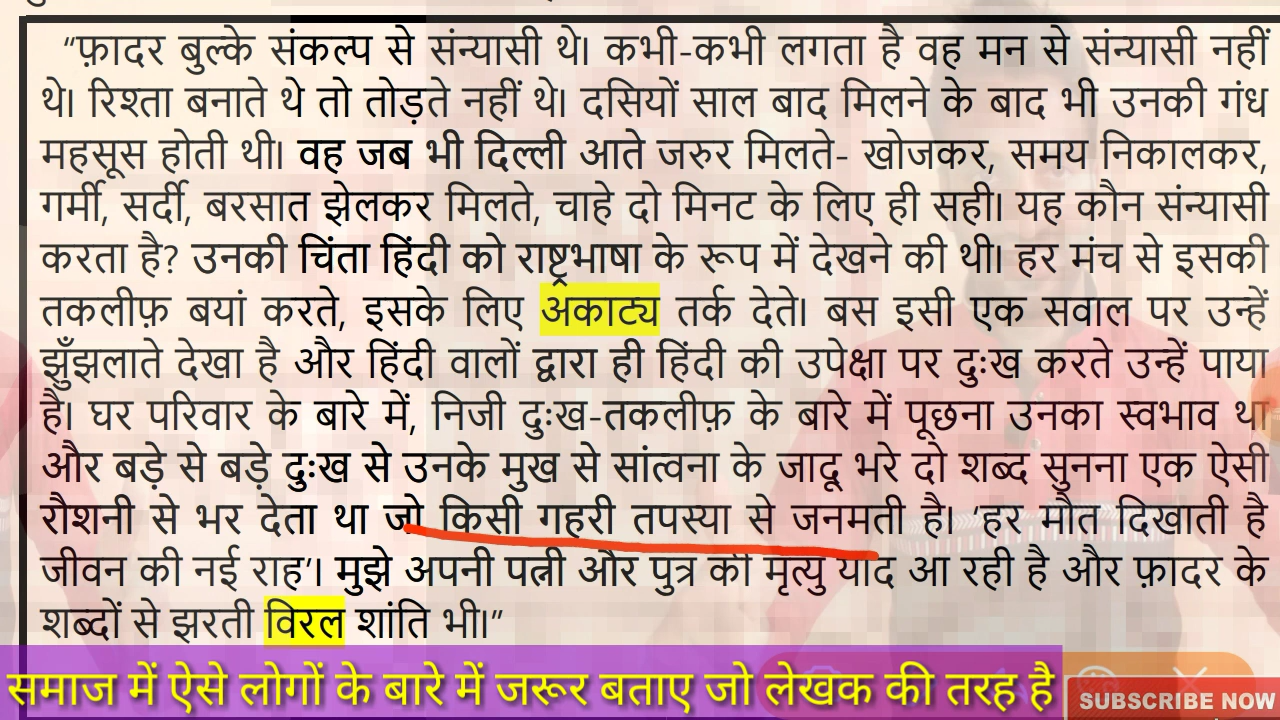 “फ़ादर बुल्के संकल्प से संन्यासी थे। कभी-कभी लगता है वह मन से संन्यासी नहीं
थे। रिश्ता बनाते थे तो तोड़ते नहीं थे। दसियों साल बाद मिलने के बाद भी उनकी गंध
महसूस होती थी। वह जब भी दिल्ली आते जरुर मिलते- खोजकर, समय निकालकर,
गर्मी, सर्दी, बरसात झेलकर मिलते, चाहे दो मिनट के लिए ही सही। यह कौन संन्यासी
करता है? उनकी चिंता हिंदी को राष्ट्रभाषा के रूप में देखने की थी। हर मंच से इसकी
तकलीफ़ बयां करते, इसके लिए अकाट्य तर्क देते। बस इसी एक सवाल पर उन्हें
झुँझलाते देखा है और हिंदी वालों द्वारा ही हिंदी की उपेक्षा पर दुःख करते उन्हें पाया
है। घर परिवार के बारे में, निजी दुःख-तकलीफ़ के बारे में पूछना उनका स्वभाव था
और बड़े से बड़े दुःख से उनके मुख से सांत्वना के जादू भरे दो शब्द सुनना एक ऐसी
रौशनी से भर देता था जो किसी गहरी तपस्या से जनमती है। ‘हर मौत दिखाती है
जीवन की नई राह’। मुझे अपनी पत्नी और पुत्र की मृत्यु याद आ रही है और फ़ादर के
शब्दों से झरती विरल शांति भी।”
समाज में ऐसे लोगों के बारे में जरूर बताए जो लेखक की तरह है
SUBSCRIBE NOW